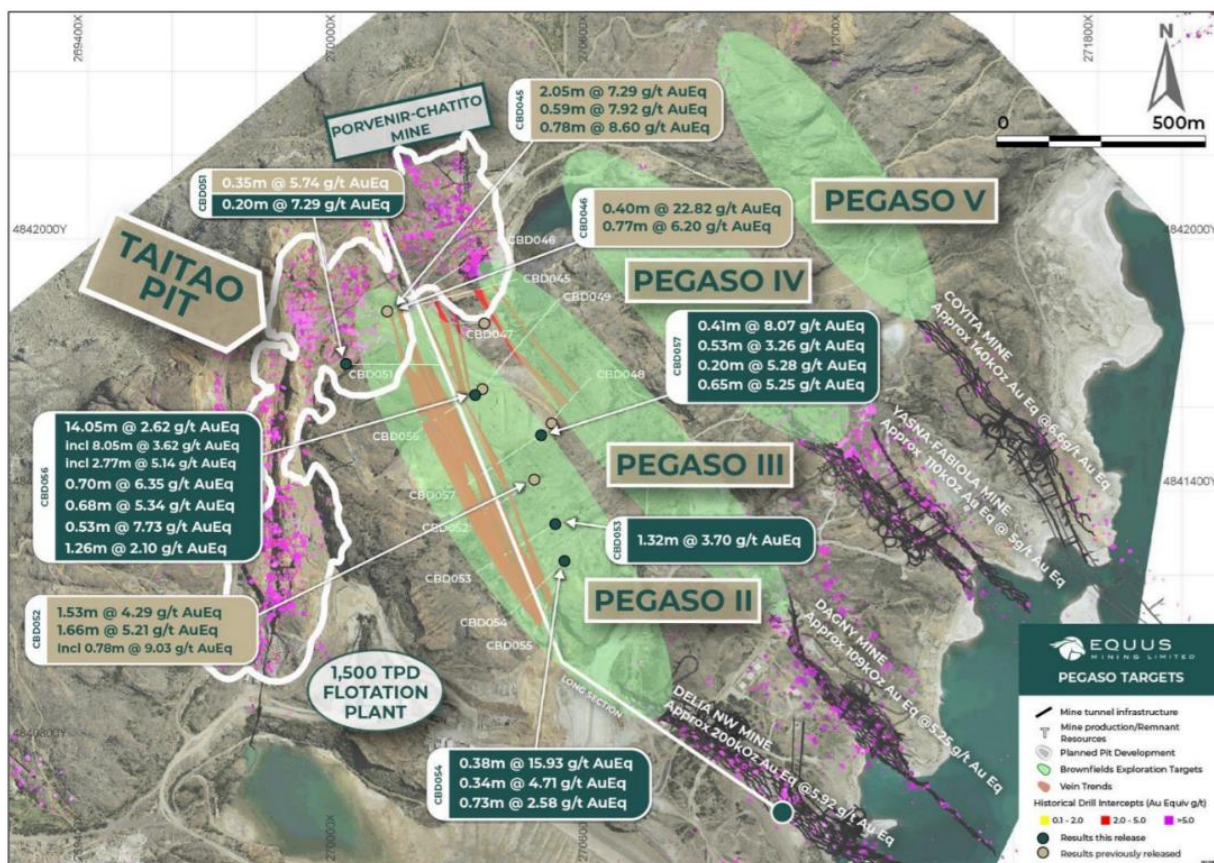 269400X
270000X
270600X
271200X
271800X
N
0 500m
4842000Y
4841400Y
4840800Y
270000X
270600X
PORVENIR-CHATITO
MINE
TAITAO
PIT
CBD045
2.05m @ 7.29 g/t AuEq
0.59m @ 7.92 g/t AuEq
0.78m @ 8.60 g/t AuEq
CBD051
0.35m @ 5.74 g/t AuEq
0.20m @ 7.29 g/t AuEq
CBD046
0.40m @ 22.82 g/t AuEq
0.77m @ 6.20 g/t AuEq
PEGASO V
PEGASO IV
CBD057
0.41m @ 8.07 g/t AuEq
0.53m @ 3.26 g/t AuEq
0.20m @ 5.28 g/t AuEq
0.65m @ 5.25 g/t AuEq
CBD046
CBD045
CBD049
CBD047
CBD048
CBD051
CBD056
CBD057
CBD052
CBD053
CBD054
CBD055
CBD056
14.05m @ 2.62 g/t AuEq
incl 8.05m @ 3.62 g/t AuEq
incl 2.77m @ 5.14 g/t AuEq
0.70m @ 6.35 g/t AuEq
0.68m @ 5.34 g/t AuEq
0.53m @ 7.73 g/t AuEq
1.26m @ 2.10 g/t AuEq
PEGASO III
CBD053
1.32m @ 3.70 g/t AuEq
PEGASO II
CBD052
1.53m @ 4.29 g/t AuEq
1.66m @ 5.21 g/t AuEq
Incl 0.78m @ 9.03 g/t AuEq
1,500 TPD
FLOTATION
PLANT
LONG SECTION
CBD054
0.38m @ 15.93 g/t AuEq
0.34m @ 4.71 g/t AuEq
0.73m @ 2.58 g/t AuEq
COYITA MINE
Approx 140kOz Au Eq @6.6g/t Au Eq
YASNA-FABIOLA MINE
Approx 110kOz Au Eq @ 5g/t Au Eq
DAGNY MINE
Approx 109kOz Au Eq @5.25 g/t Au Eq
DELIA NW MINE
Approx 200kOz Au Eq @5.92 g/t Au Eq
EQUUS
MINING LIMITED
PEGASO TARGETS
Mine tunnel infrastructure
Mine production/Remnant
Resources
Planned Pit Development
Brownfields Exploration Targets
Vein Trends
Historical Drill Intercepts (Au Equiv g/t)
0.1 - 2.0 2.0 - 5.0 >5.0
Results this release
Results previously released